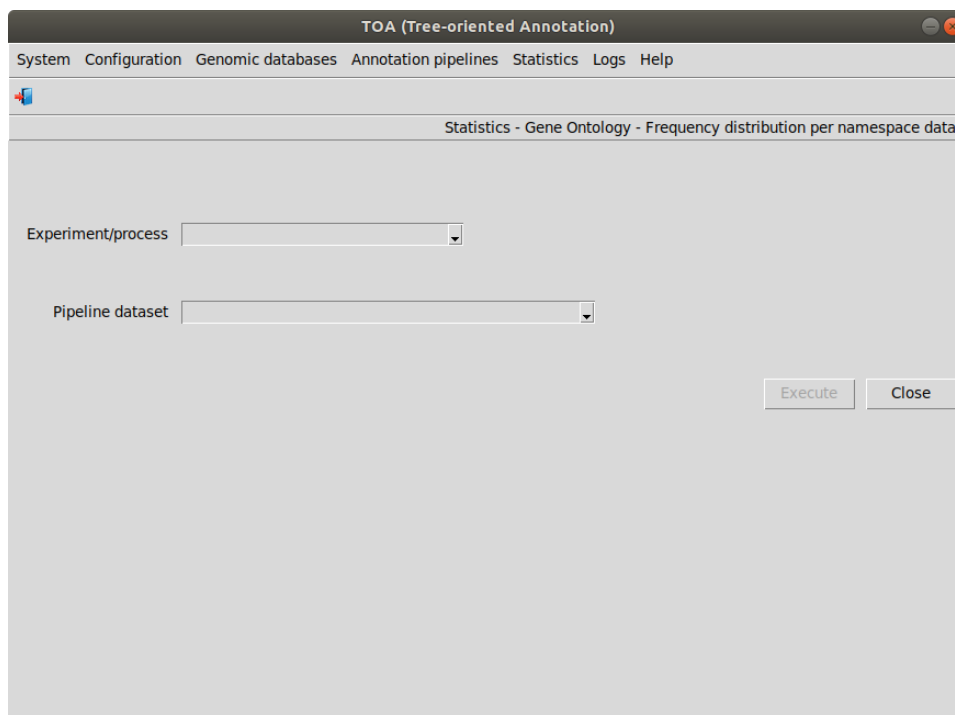 TOA (Tree-oriented Annotation)
System Configuration Genomic databases Annotation pipelines Statistics Logs Help
Statistics - Gene Ontology - Frequency distribution per namespace data
Experiment/process
Pipeline dataset
Execute Close